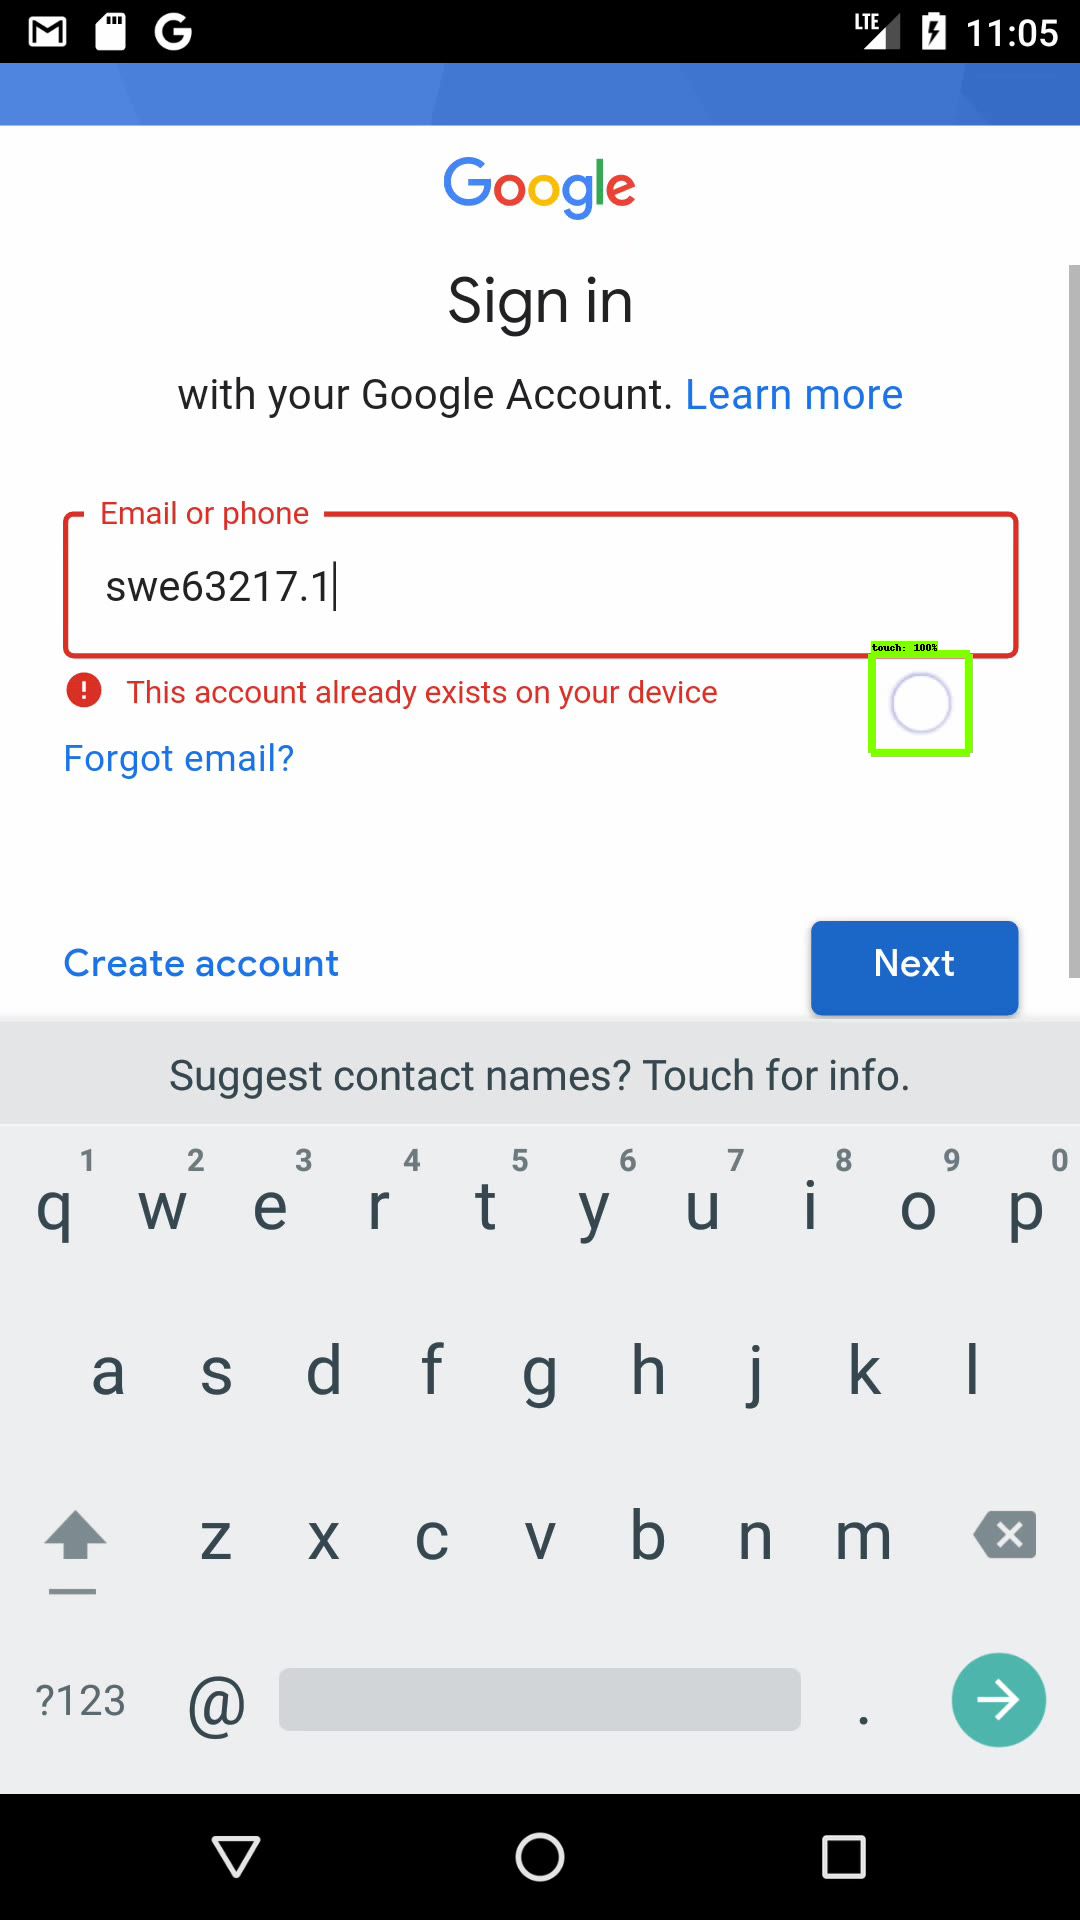 LTE 11:05
Google
Sign in
with your Google Account. Learn more
Email or phone
swe63217.1
touch: 100%
This account already exists on your device
Forgot email?
Create account Next
Suggest contact names? Touch for info.
1 2 3 4 5 6 7 8 9 0
q w e r t y u i o p
a s d f g h j k l
z x c v b n m
?123 @ .